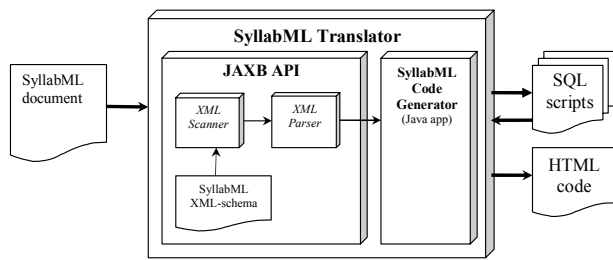 SyllabML Translator
SyllabML
document
JAXB API
XML
Scanner
XML
Parser
SyllabML
XML-schema
SyllabML
Code
Generator
(Java app)
SQL
scripts
HTML
code